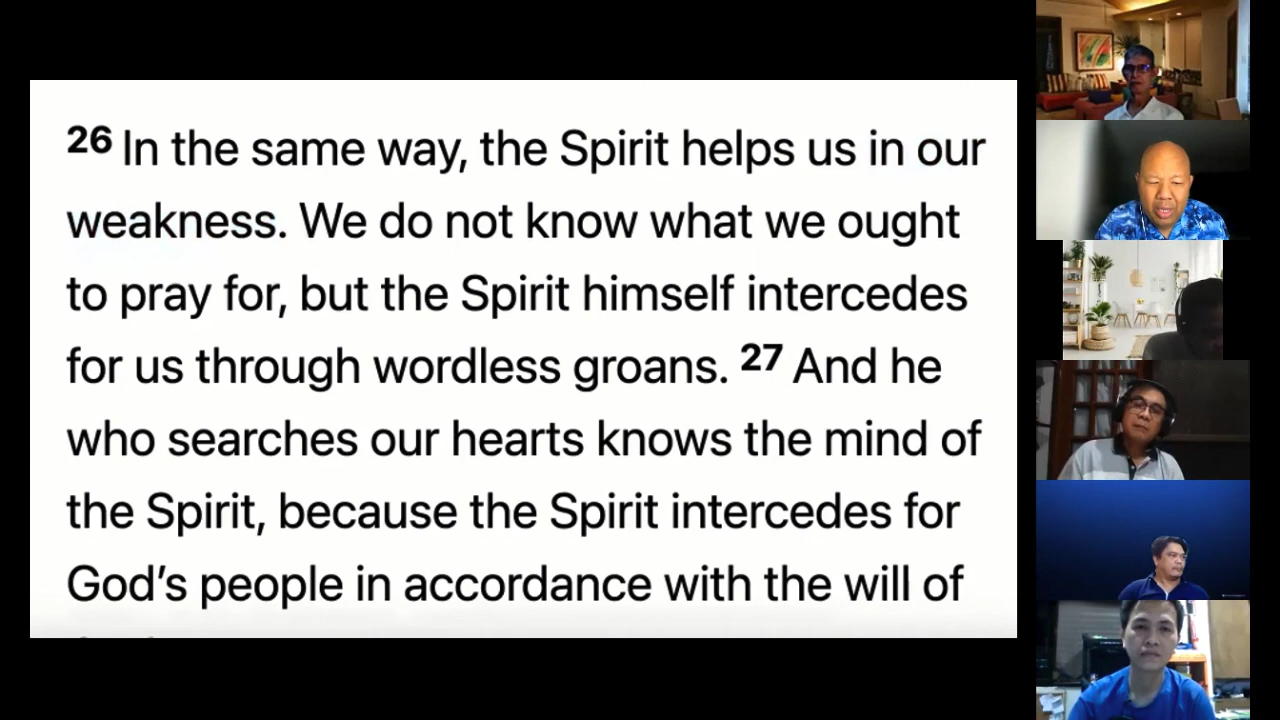 26 In the same way, the Spirit helps us in our
weakness. We do not know what we ought
to pray for, but the Spirit himself intercedes
for us through wordless groans. 27 And he
who searches our hearts knows the mind of
the Spirit, because the Spirit intercedes for
God’s people in accordance with the will of